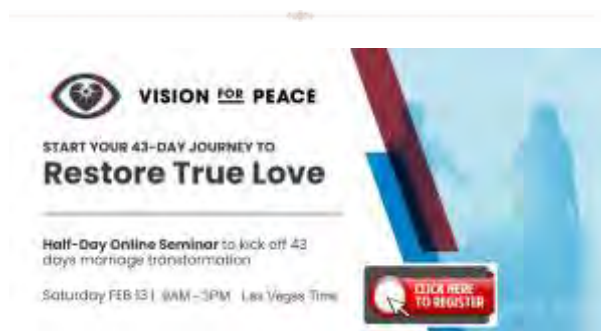 VISION FOR PEACE
START YOUR 43-DAY JOURNEY TO
Restore True Love
Half-Day Online Seminar to kick off 43
days marriage transformation
Saturday FEB 13 | 9AM - 3PM Las Vegas Time
CLICK HERE
TO REGISTER